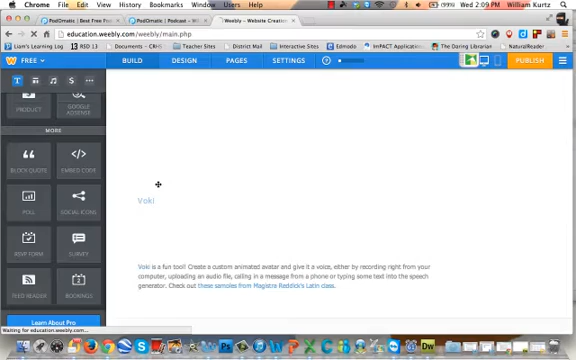 Chrome File Edit View History Bookmarks Window Users Help
Wed 2:09 PM William Kurtz
PodOmatic | Best Free P
PodOmatic | Podcast - W
Weebly - Website Creation
education.weebly.com/weebly/main.php
Liam's Learning Log RSD 13 Documents - CRHS Teacher Sites District Mail Interactive Sites Edmodo ImPACT Application The Daring Librarian NaturalReader
FREE BUILD DESIGN PAGES SETTINGS PUBLISH
PRODUCT
GOOGLE ADSENSE
MORE
BLOCK QUOTE
EMBED CODE
POLL
SOCIAL ICONS
RSVP FORM
SURVEY
FEED READER
BOOKINGS
Learn About Pro
Waiting for education.weebly.com...
Voki
Voki is a fun tool! Create a custom animated avatar and give it a voice, either by recording right from your
computer, uploading an audio file, calling in a message from a phone or typing some text into the speech
generator. Check out these samples from Magistra Reddick's Latin class.